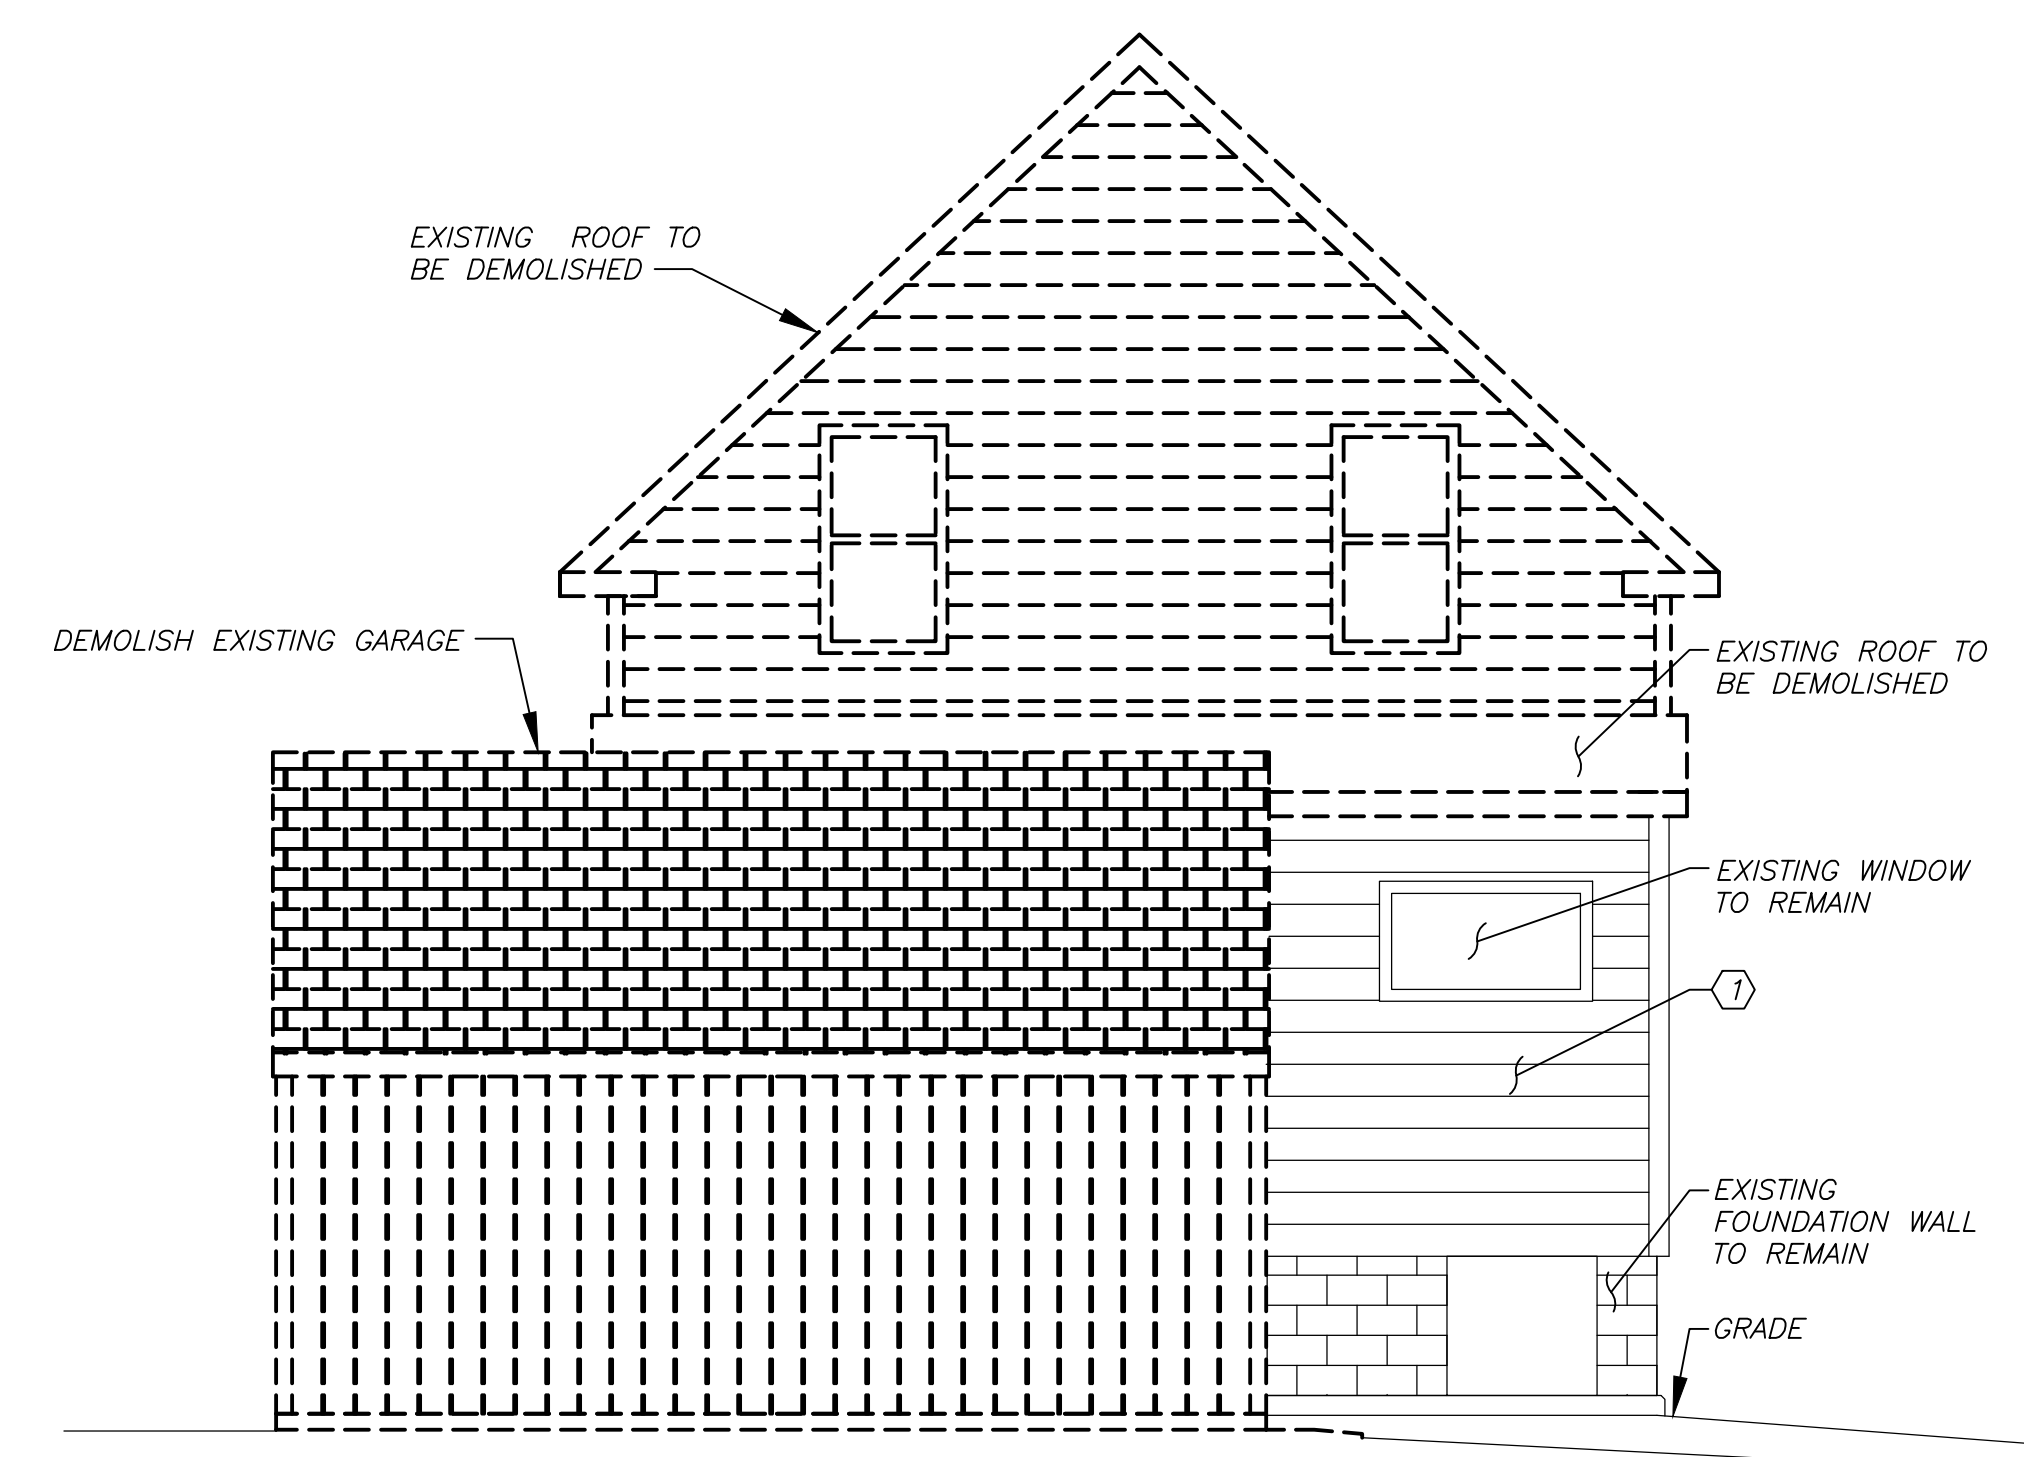 EXISTING ROOF TO
BE DEMOLISHED
DEMOLISH EXISTING GARAGE
EXISTING ROOF TO
BE DEMOLISHED
EXISTING WINDOW
TO REMAIN
1
EXISTING
FOUNDATION WALL
TO REMAIN
GRADE